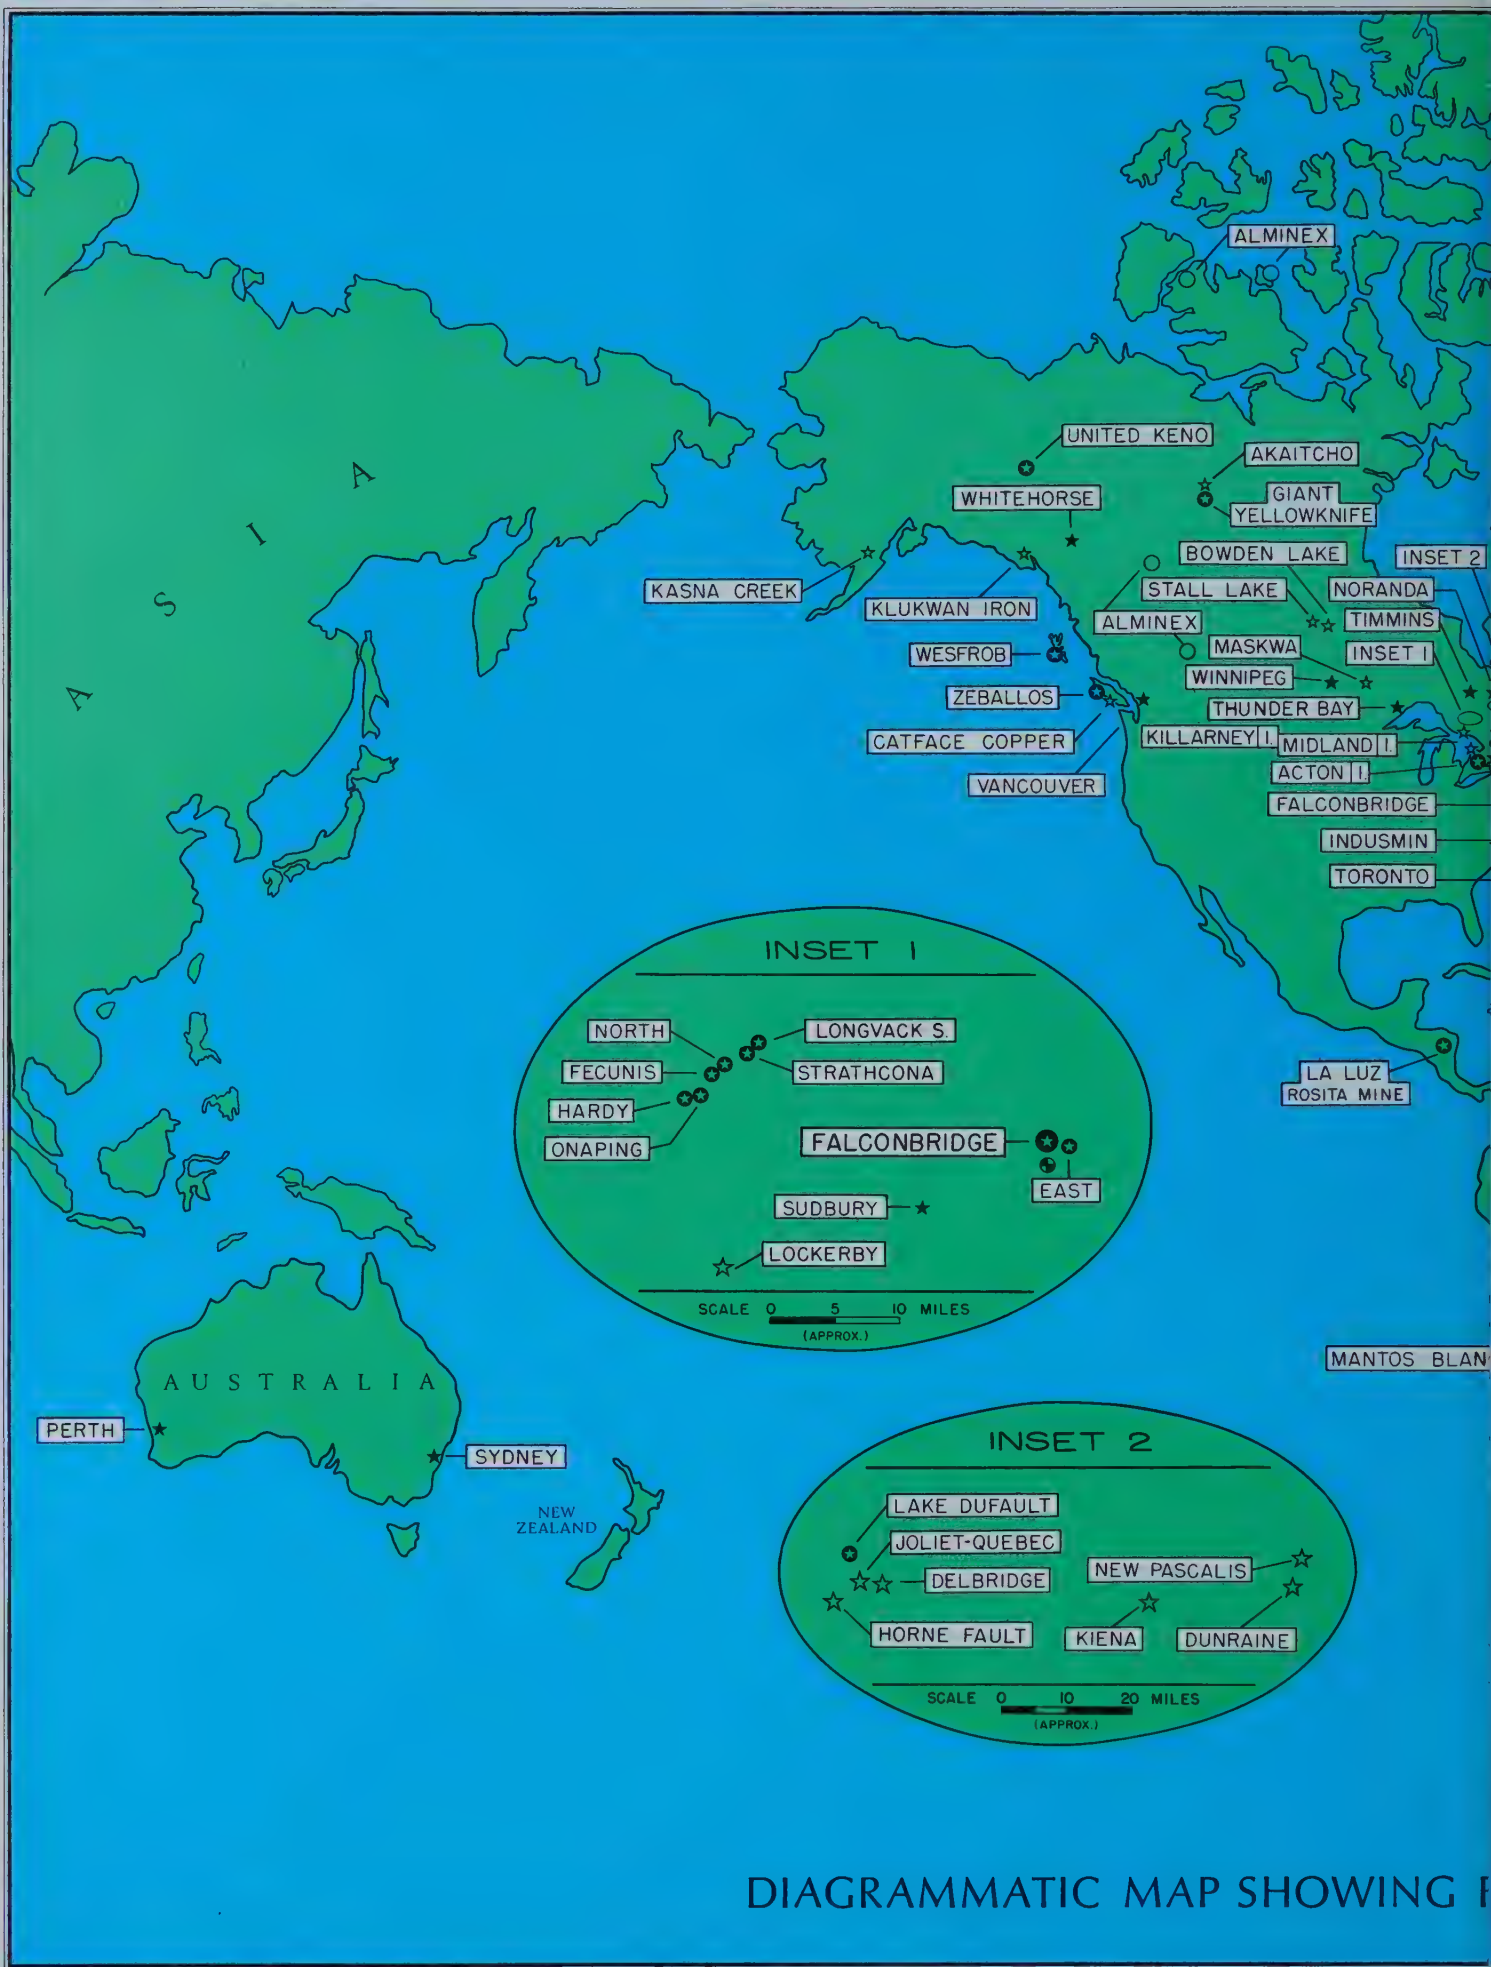 ALMINEX
UNITED KENO
AKAITCHO
WHITEHORSE
GIANT
YELLOWKNIFE
BOWDEN LAKE
INSET 2
KASNA CREEK
STALL LAKE
NORANDA
KLUKWAN IRON
ALMINEX
TIMMINS
WESFROB
MASKWA
INSET 1
WINNIPEG
ZEBALLOS
THUNDER BAY
CATFACE COPPER
KILLARNEY I.
MIDLAND I.
VANCOUVER
ACTON I.
FALCONBRIDGE
INDUSMIN
TORONTO
A S I A
INSET 1
NORTH
LONGVACK S.
FECUNIS
STRATHCONA
HARDY
ONAPING
FALCONBRIDGE
EAST
SUDBURY
LOCKERBY
SCALE 0 5 10 MILES
(APPROX.)
LA LUZ
ROSITA MINE
MANTOS BLAN
AUSTRALIA
PERTH
SYDNEY
NEW
ZEALAND
INSET 2
LAKE DUFAULT
JOLIET-QUEBEC
DELBRIDGE
NEW PASCALIS
HORNE FAULT
KIENA
DUNRAINE
SCALE 0 10 20 MILES
(APPROX.)
DIAGRAMMATIC MAP SHOWING